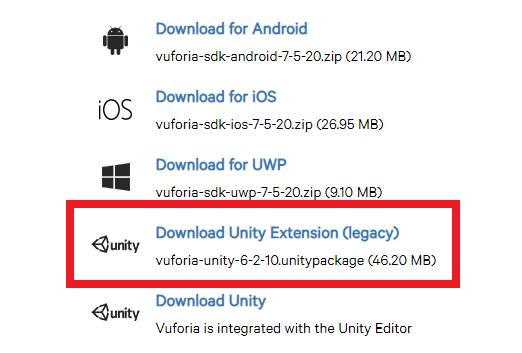 Download for Android
vuforia-sdk-android-7-5-20.zip (21.20 MB)
iOS
Download for iOS
vuforia-sdk-ios-7-5-20.zip (26.95 MB)
Download for UWP
vuforia-sdk-uwp-7-5-20.zip (9.10 MB)
unity
Download Unity Extension (legacy)
vuforia-unity-6-2-10.unitypackage (46.20 MB)
unity
Download Unity
Vuforia is integrated with the Unity Editor